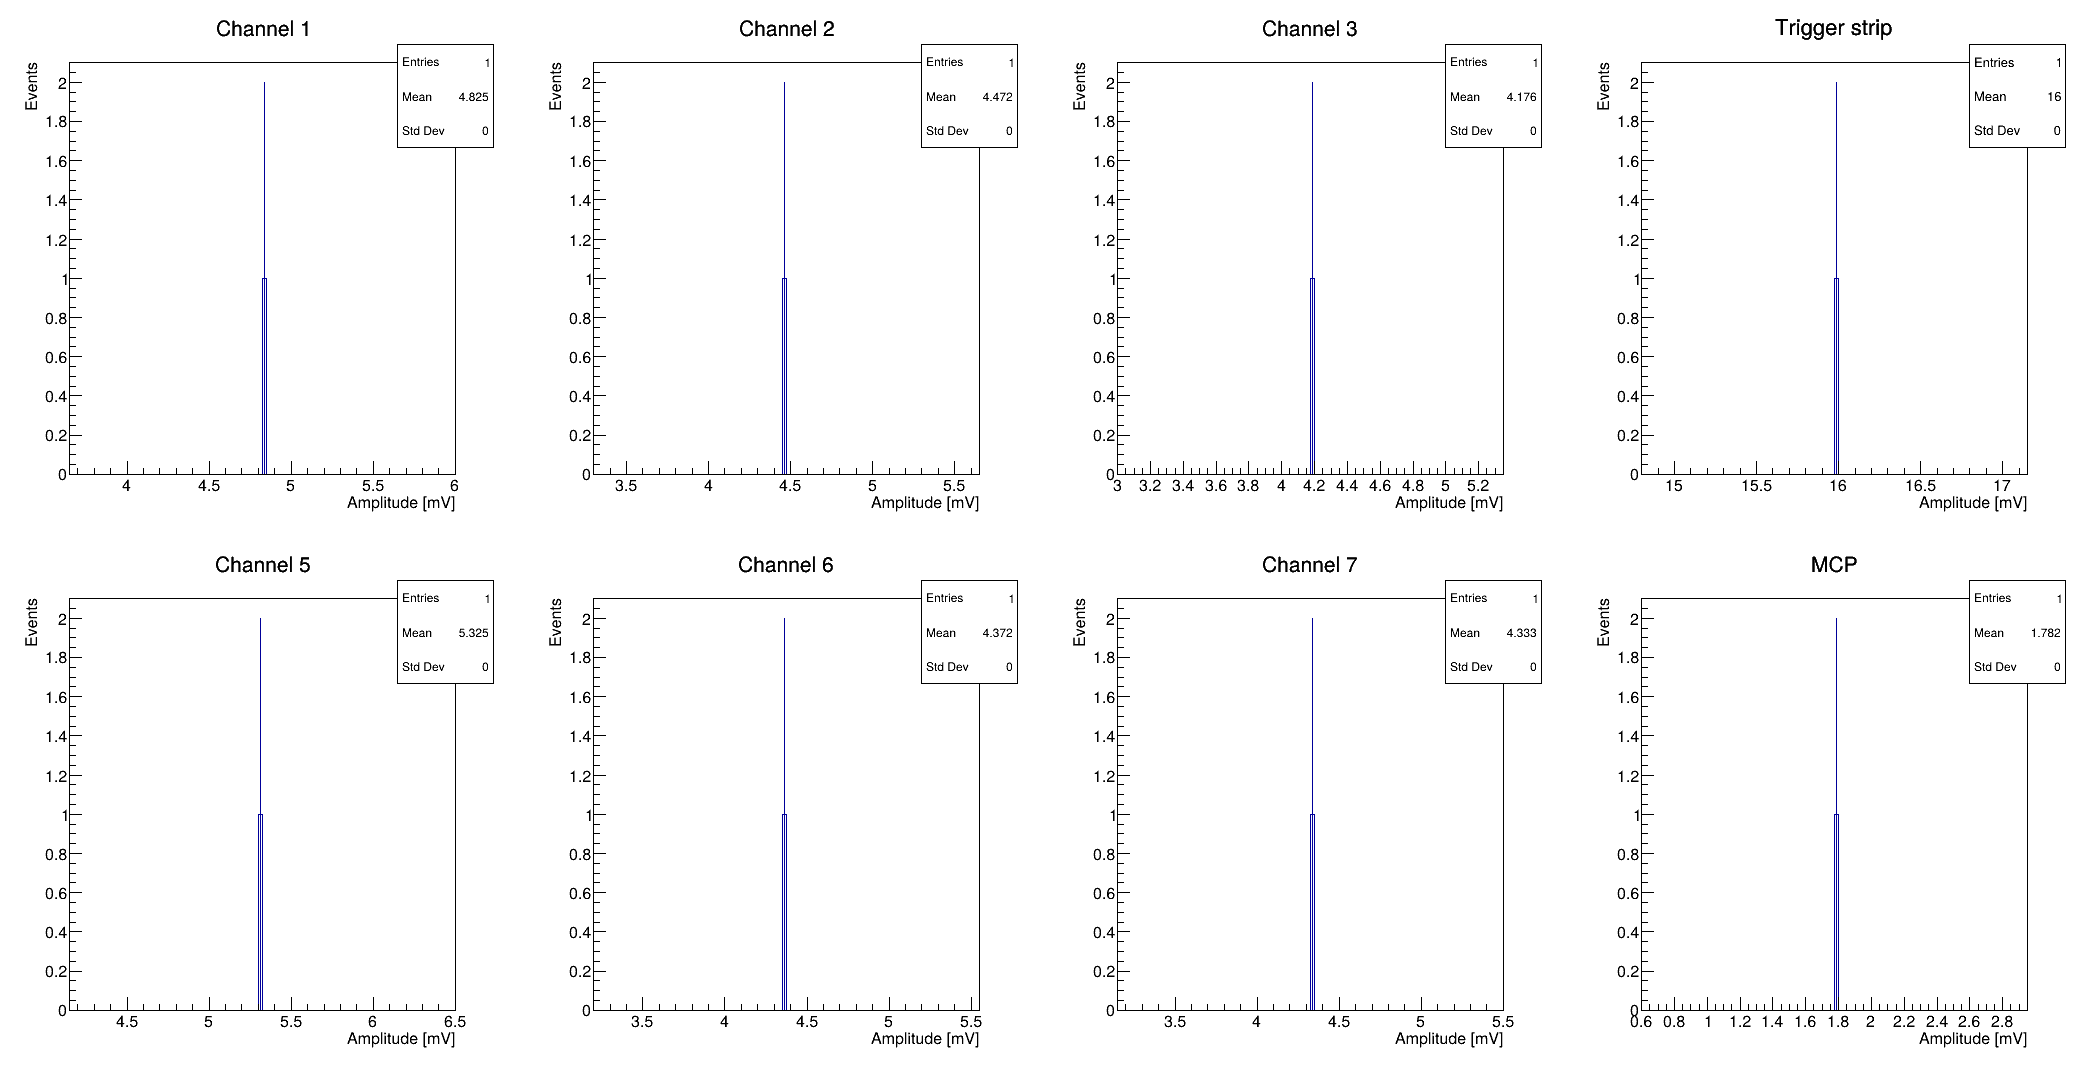 Channel 1
Events
Entries 1
Mean 4.825
Std Dev 0
2
1.8
1.6
1.4
1.2
1
0.8
0.6
0.4
0.2
0
4 4.5 5 5.5 6
Amplitude [mV]
Channel 2
Events
Entries 1
Mean 4.472
Std Dev 0
2
1.8
1.6
1.4
1.2
1
0.8
0.6
0.4
0.2
0
3.5 4 4.5 5 5.5
Amplitude [mV]
Channel 3
Events
Entries 1
Mean 4.176
Std Dev 0
2
1.8
1.6
1.4
1.2
1
0.8
0.6
0.4
0.2
0
3 3.2 3.4 3.6 3.8 4 4.2 4.4 4.6 4.8 5 5.2
Amplitude [mV]
Trigger strip
Events
Entries 1
Mean 16
Std Dev 0
2
1.8
1.6
1.4
1.2
1
0.8
0.6
0.4
0.2
0
15 15.5 16 16.5 17
Amplitude [mV]
Channel 5
Events
Entries 1
Mean 5.325
Std Dev 0
2
1.8
1.6
1.4
1.2
1
0.8
0.6
0.4
0.2
0
4.5 5 5.5 6 6.5
Amplitude [mV]
Channel 6
Events
Entries 1
Mean 4.372
Std Dev 0
2
1.8
1.6
1.4
1.2
1
0.8
0.6
0.4
0.2
0
3.5 4 4.5 5 5.5
Amplitude [mV]
Channel 7
Events
Entries 1
Mean 4.333
Std Dev 0
2
1.8
1.6
1.4
1.2
1
0.8
0.6
0.4
0.2
0
3.5 4 4.5 5 5.5
Amplitude [mV]
MCP
Events
Entries 1
Mean 1.782
Std Dev 0
2
1.8
1.6
1.4
1.2
1
0.8
0.6
0.4
0.2
0
0.6 0.8 1 1.2 1.4 1.6 1.8 2 2.2 2.4 2.6 2.8
Amplitude [mV]